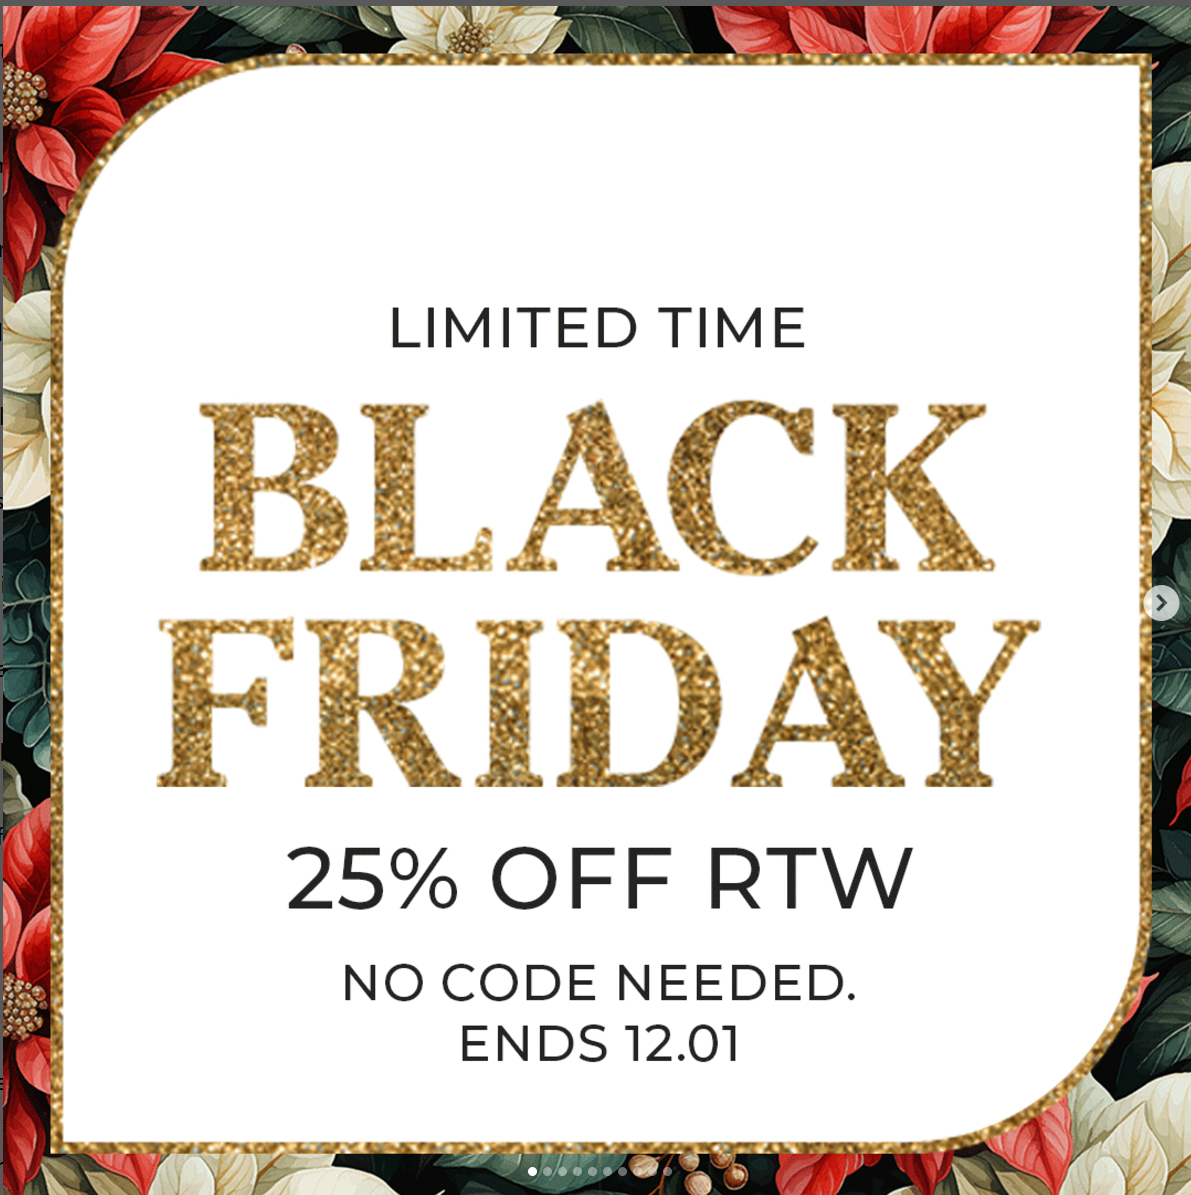 LIMITED TIME
BLACK
FRIDAY
25% OFF RTW
NO CODE NEEDED.
ENDS 12.01